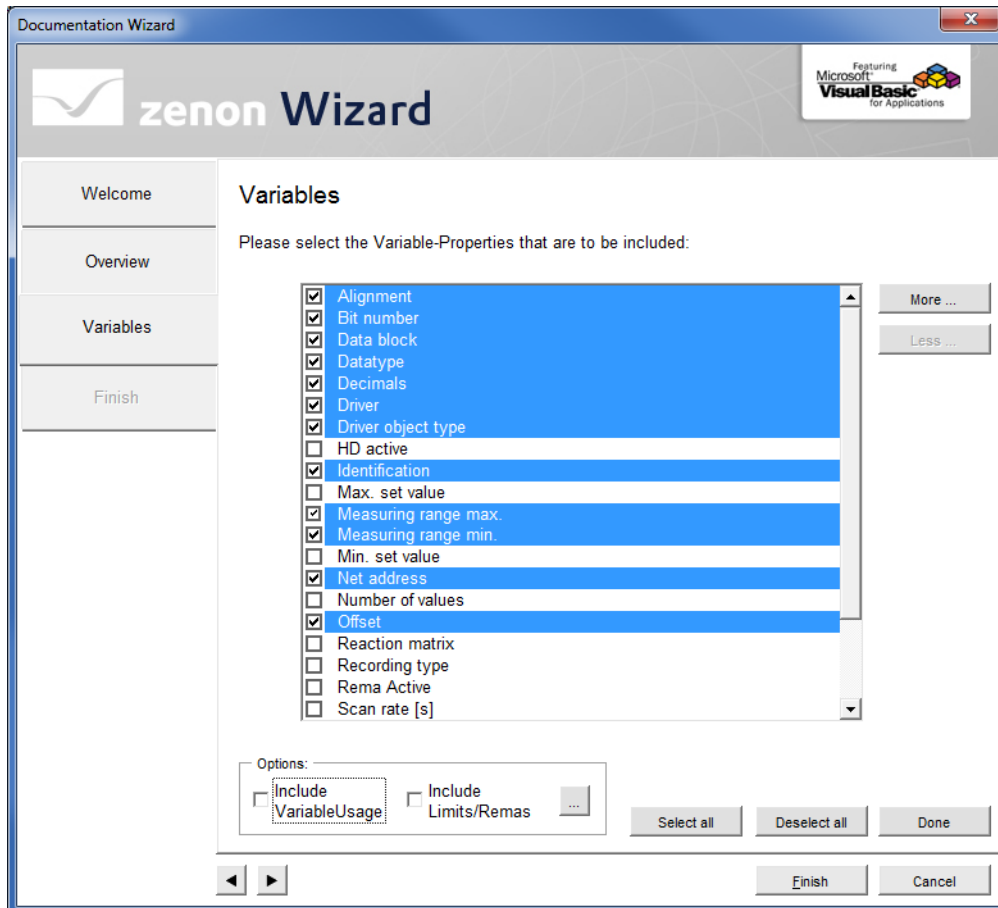 Documentation Wizard
x
zenon Wizard
Featuring
Microsoft®
Visual Basic
for Applications
Welcome
Overview
Variables
Finish
Variables
Please select the Variable-Properties that are to be included:
Alignment
Bit number
Data block
Datatype
Decimals
Driver
Driver object type
HD active
Identification
Max. set value
Measuring range max.
Measuring range min.
Min. set value
Net address
Number of values
Offset
Reaction matrix
Recording type
Rema Active
Scan rate [s]
More ...
Less ...
Options:
Include
VariableUsage
Include
Limits/Remas
...
Select all
Deselect all
Done
Finish
Cancel